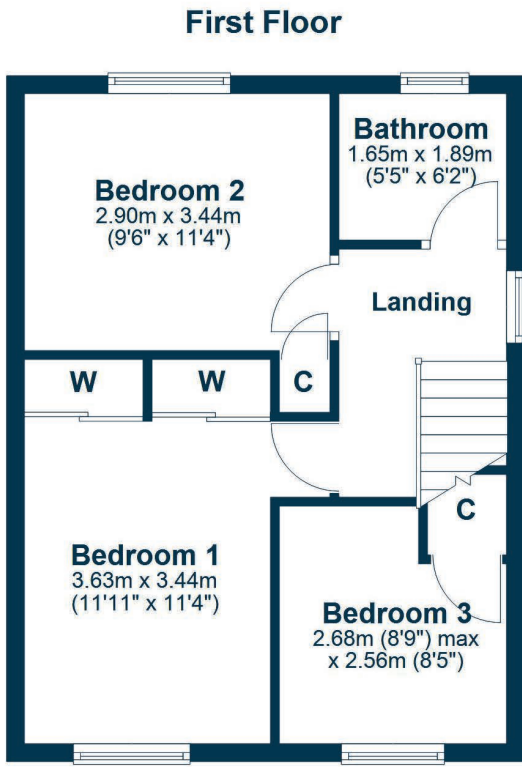 First Floor
Bathroom
1.65m x 1.89m
(5'5" x 6'2")
Bedroom 2
2.90m x 3.44m
(9'6" x 11'4")
Landing
W
W
C
C
Bedroom 1
3.63m x 3.44m
(11'11" x 11'4")
Bedroom 3
2.68m (8'9") max
x 2.56m (8'5")